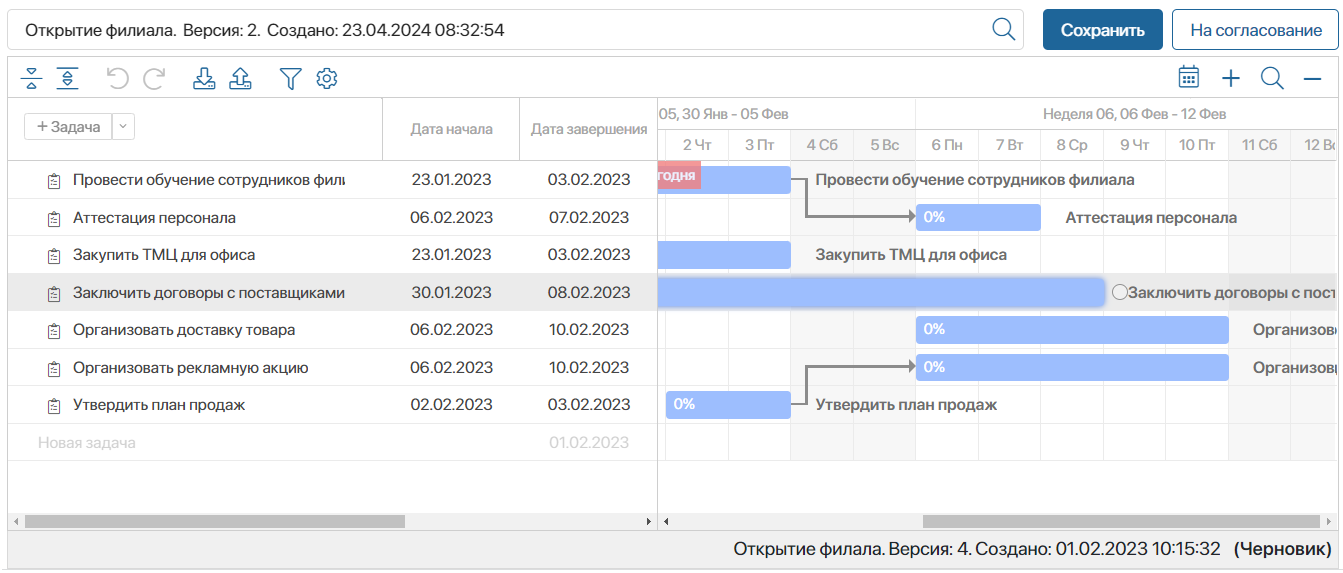 Открытие филиала. Версия: 2. Создано: 23.04.2024 08:32:54
Сохранить
На согласование
+ Задача
Дата начала
Дата завершения
05, 30 Янв - 05 Фев
Неделя 06, 06 Фев - 12 Фев
2 Чт 3 Пт 4 Сб 5 Вс 6 Пн 7 Вт 8 Ср 9 Чт 10 Пт 11 Сб 12 Вс
Провести обучение сотрудников фили 23.01.2023 03.02.2023 годня Провести обучение сотрудников филиала
Аттестация персонала 06.02.2023 07.02.2023 0% Аттестация персонала
Закупить ТМЦ для офиса 23.01.2023 03.02.2023 Закупить ТМЦ для офиса
Заключить договоры с поставщиками 30.01.2023 08.02.2023 Заключить договоры с пост
Организовать доставку товара 06.02.2023 10.02.2023 0% Организов
Организовать рекламную акцию 06.02.2023 10.02.2023 0% Организов
Утвердить план продаж 02.02.2023 03.02.2023 0% Утвердить план продаж
Новая задача 01.02.2023
Открытие филала. Версия: 4. Создано: 01.02.2023 10:15:32 (Черновик)